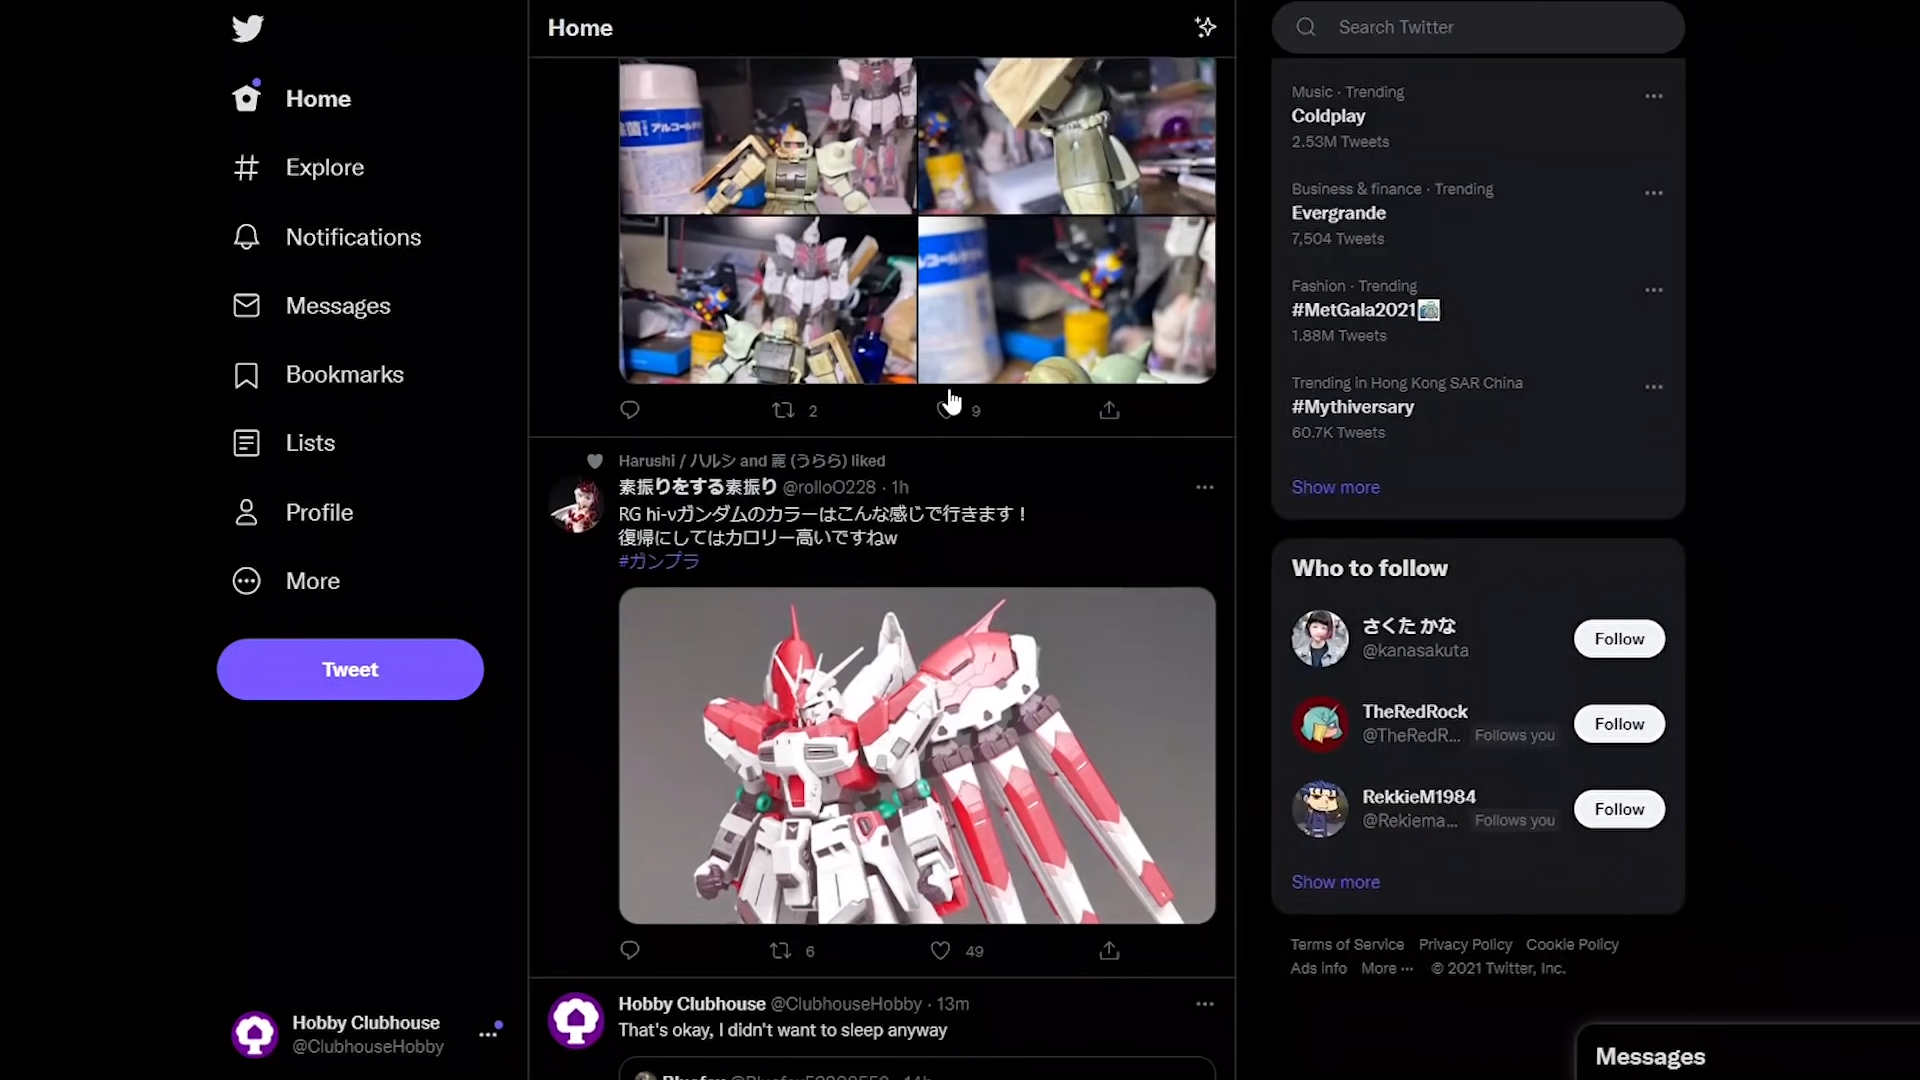 Home
Explore
Notifications
Messages
Bookmarks
Lists
Profile
More
Tweet
Hobby Clubhouse
@ClubhouseHobby
Home
アルコール
2
9
Harushi / ハルシ and 麗 (うらら) liked
素振りをする素振り @rolloO228 · 1h
RG hi-νガンダムのカラーはこんな感じで行きます！
復帰にしてはカロリー高いですねw
#ガンプラ
6
49
Hobby Clubhouse @ClubhouseHobby · 13m
That's okay, I didn't want to sleep anyway
Search Twitter
Music · Trending
Coldplay
2.53M Tweets
Business & finance · Trending
Evergrande
7,504 Tweets
Fashion · Trending
#MetGala2021
1.88M Tweets
Trending in Hong Kong SAR China
#Mythiversary
60.7K Tweets
Show more
Who to follow
さくた かな
@kanasakuta
Follow
TheRedRock
@TheRedR... Follows you
Follow
RekkieM1984
@Rekiema... Follows you
Follow
Show more
Terms of Service Privacy Policy Cookie Policy
Ads info More ··· © 2021 Twitter, Inc.
Messages